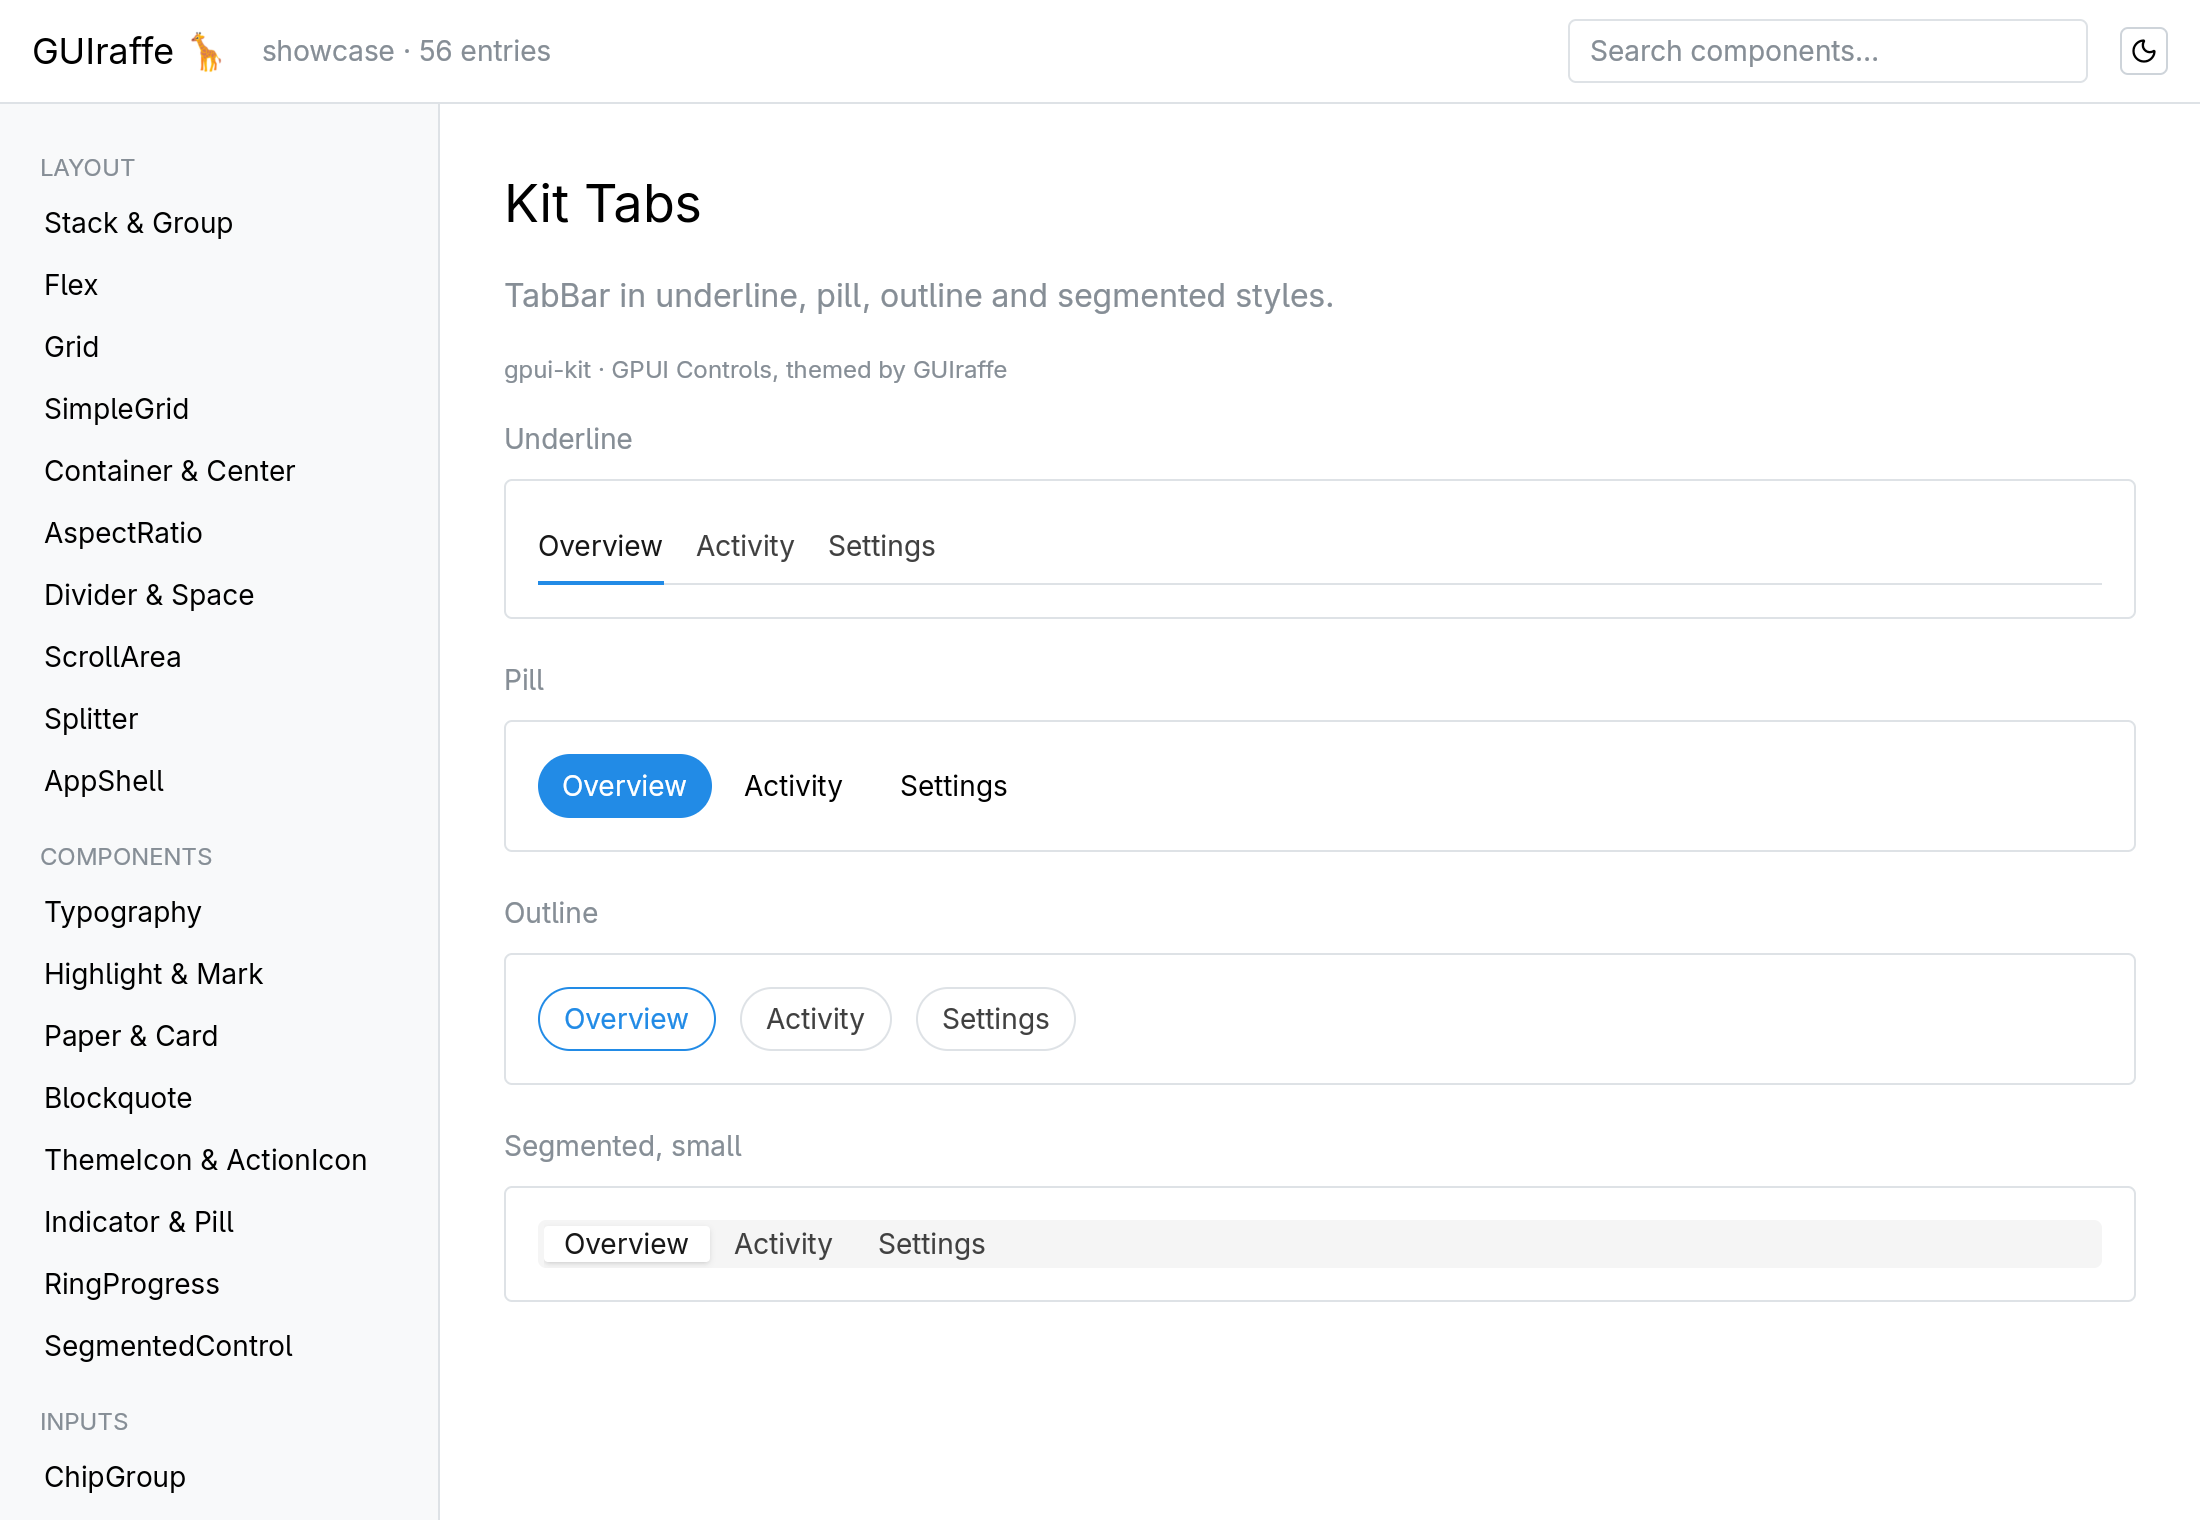 GUIraffe 🦒 showcase · 56 entries
Search components...
LAYOUT
Stack & Group
Flex
Grid
SimpleGrid
Container & Center
AspectRatio
Divider & Space
ScrollArea
Splitter
AppShell
COMPONENTS
Typography
Highlight & Mark
Paper & Card
Blockquote
ThemeIcon & ActionIcon
Indicator & Pill
RingProgress
SegmentedControl
INPUTS
ChipGroup
Kit Tabs
TabBar in underline, pill, outline and segmented styles.
gpui-kit · GPUI Controls, themed by GUIraffe
Underline
Overview Activity Settings
Pill
Overview Activity Settings
Outline
Overview Activity Settings
Segmented, small
Overview Activity Settings